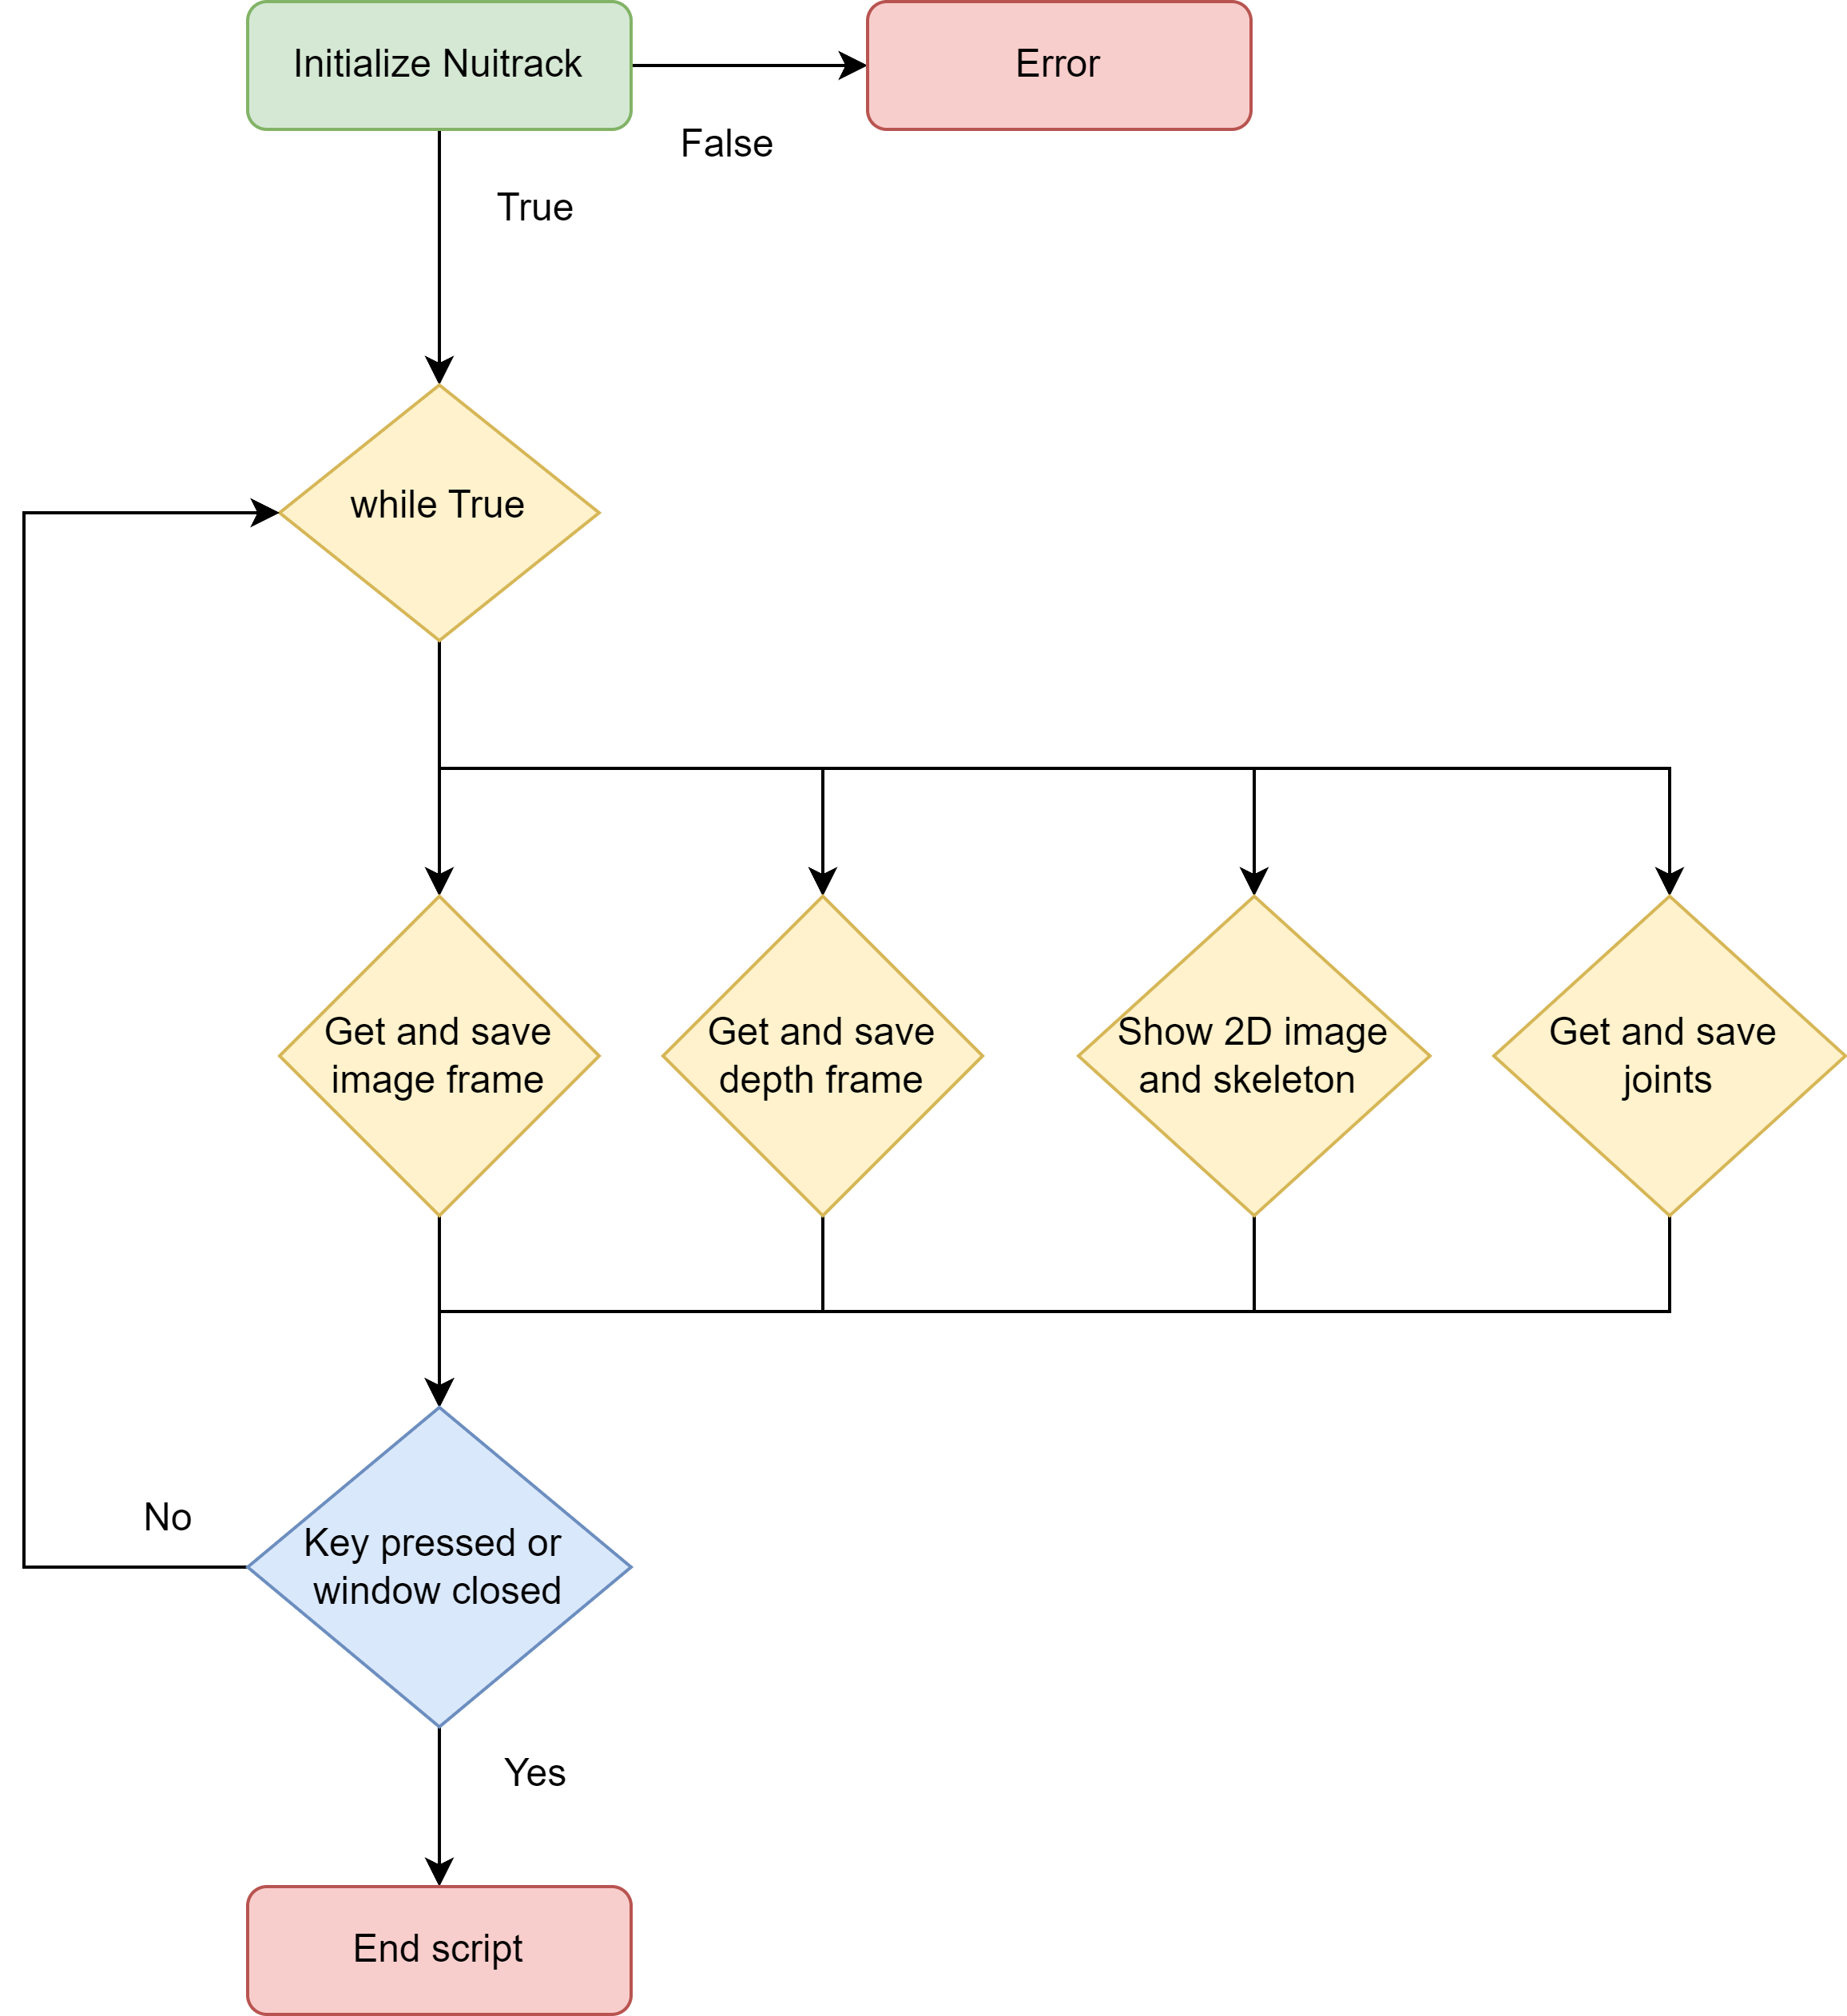 Initialize Nuitrack
Error
False
True
while True
Get and save
image frame
Get and save
depth frame
Show 2D image
and skeleton
Get and save
joints
No
Key pressed or
window closed
Yes
End script